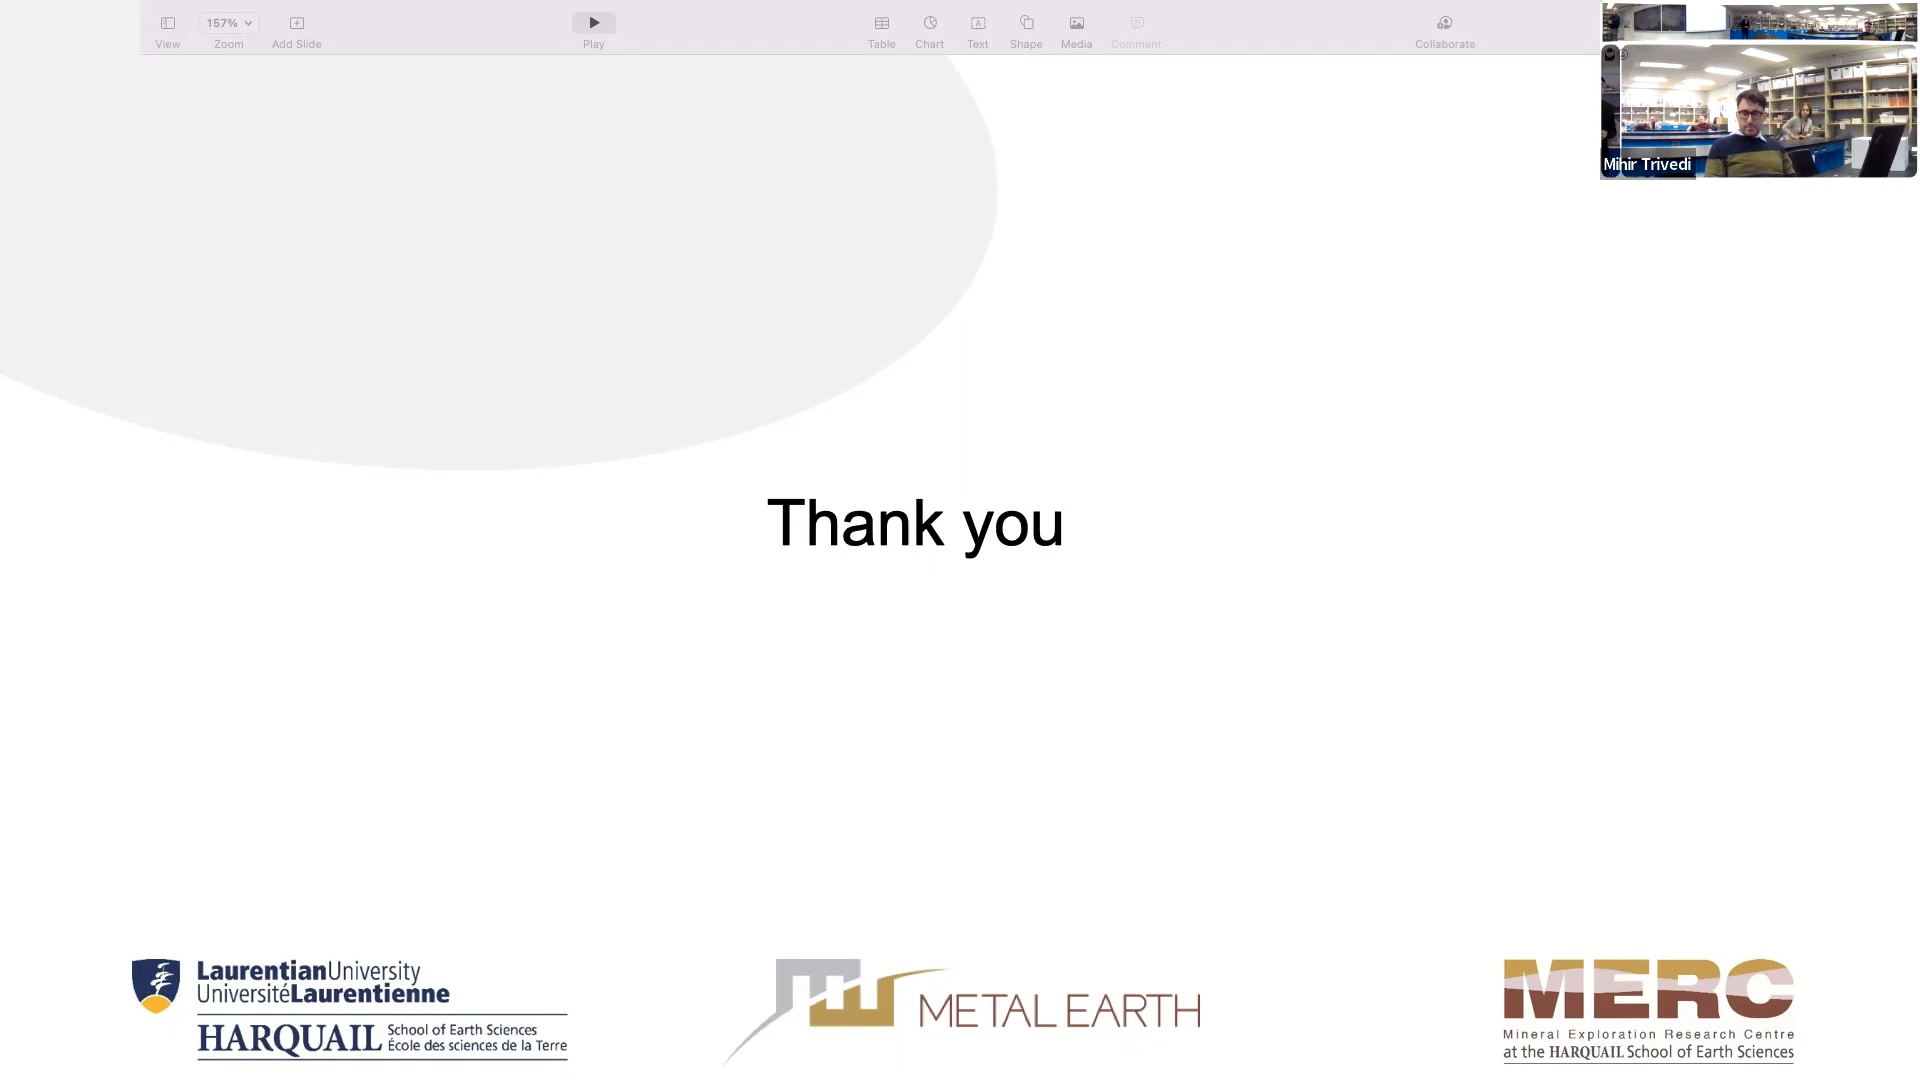 157%
View
Zoom
Add Slide
Play
Table
Chart
Text
Shape
Media
Comment
Collaborate
Mihir Trivedi
Thank you
LaurentianUniversity
UniversitéLaurentienne
HARQUAIL School of Earth Sciences
École des sciences de la Terre
METAL EARTH
MERC
Mineral Exploration Research Centre
at the HARQUAIL School of Earth Sciences